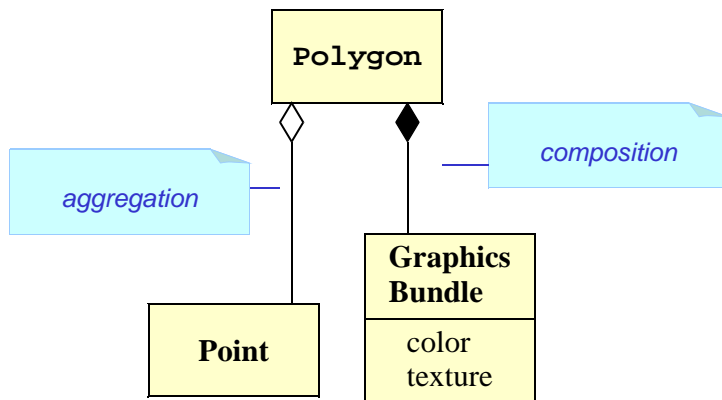 Polygon
composition
aggregation
Graphics
Bundle
Point
color
texture